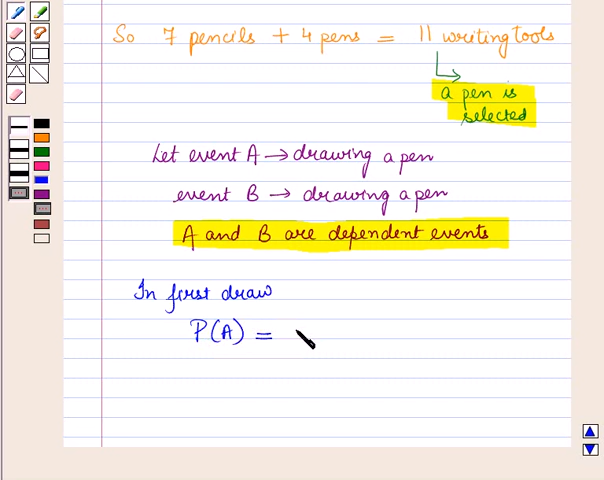 So 7 pencils + 4 pens = 11 writing tools
a pen is
selected
Let event A → drawing a pen
event B → drawing a pen
A and B are dependent events
In first draw
P(A) =